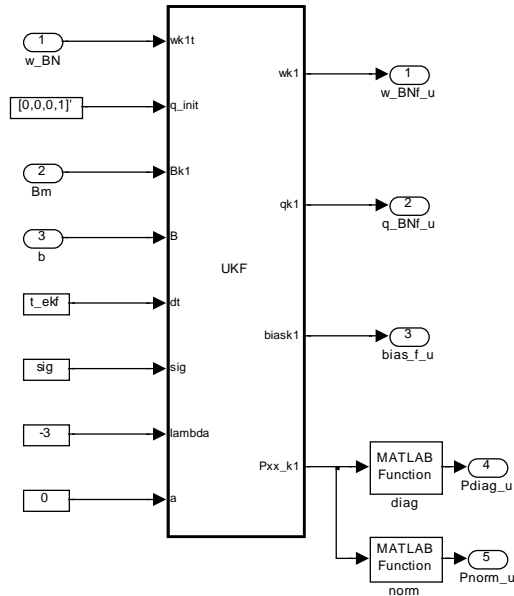 1
w_BN
[0,0,0,1]'
2
Bm
3
b
t_ekf
sig
-3
0
wk1t
q_init
Bk1
B
dt
sig
lambda
a
UKF
wk1
qk1
biask1
Pxx_k1
1
w_BNf_u
2
q_BNf_u
3
bias_f_u
MATLAB
Function
diag
4
Pdiag_u
MATLAB
Function
norm
5
Pnorm_u